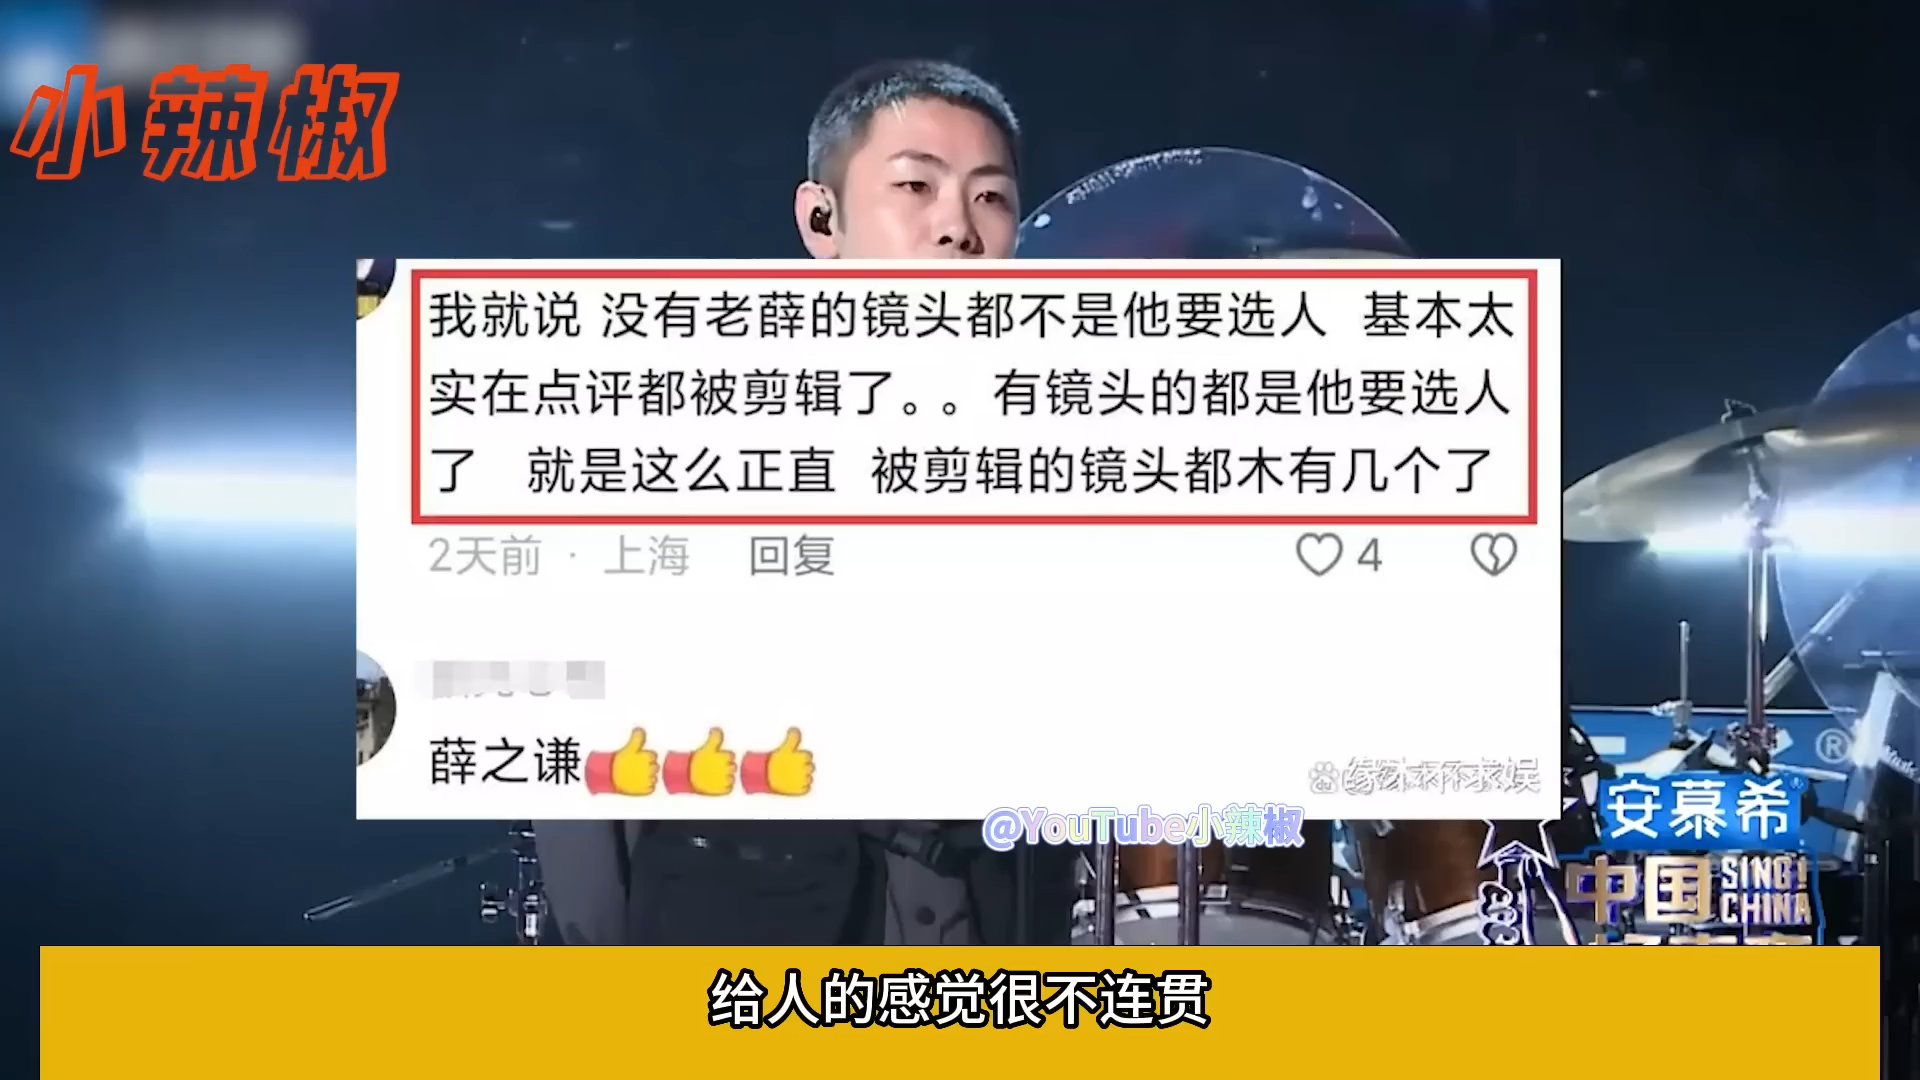 小辣椒
我就说 没有老薛的镜头都不是他要选人 基本太
实在点评都被剪辑了。。有镜头的都是他要选人
了 就是这么正直 被剪辑的镜头都木有几个了
2天前 · 上海 回复 4
薛之谦👍👍👍
@YouTube小辣椒
®
安慕希
中国 SING!
CHINA
给人的感觉很不连贯